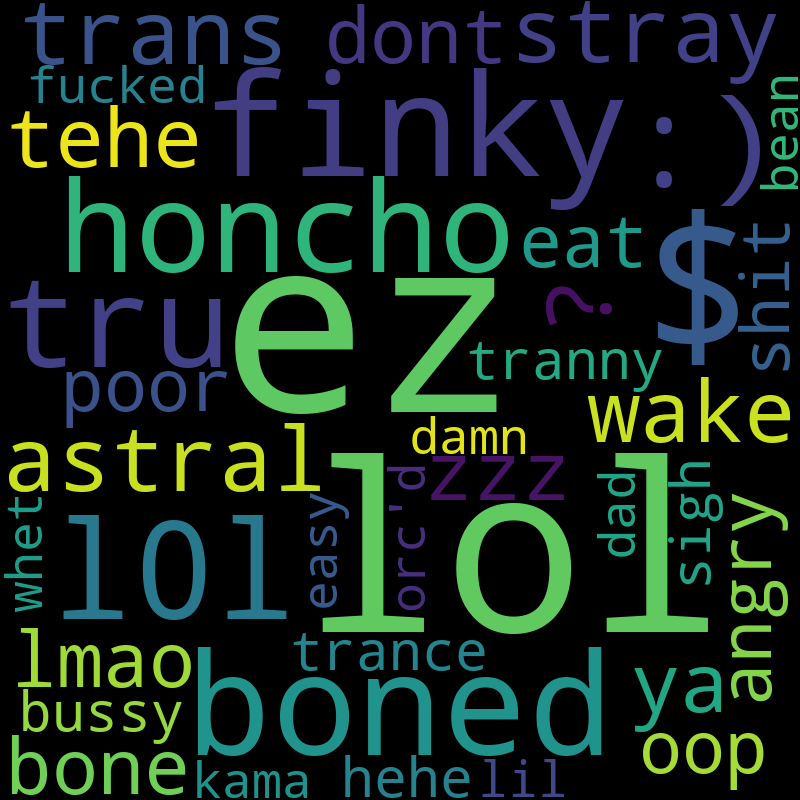 trans
dont
stray
fucked
finky
:)
bean
tehe
honcho
eat
$
shit
tru
ez
?
tranny
poor
wake
damn
astral
zzz
lol
orc'd
dad
sigh
easy
whet
l0l
angry
lmao
trance
boned
ya
bussy
oop
bone
kama
hehe
lil